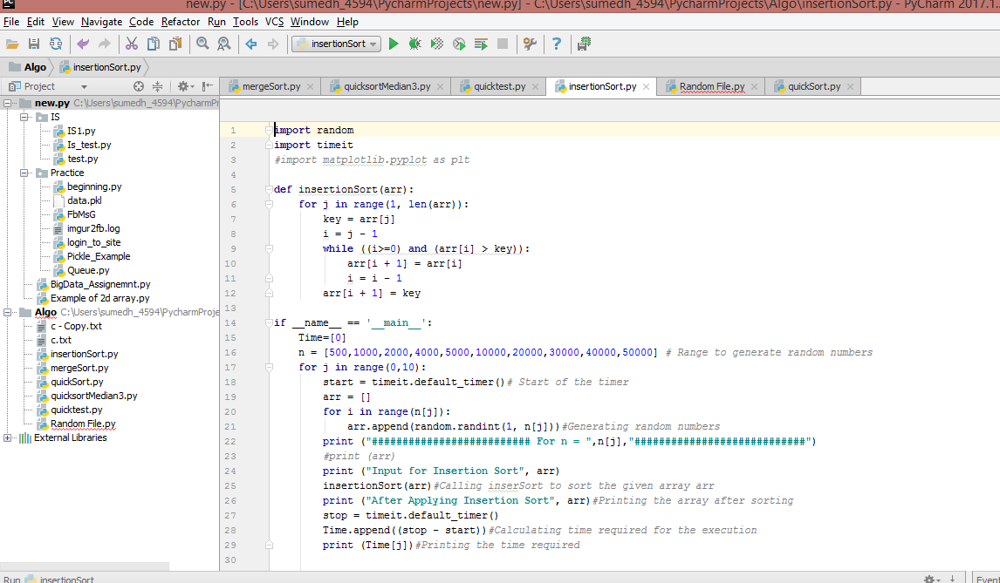 new.py - [C:\Users\sumedh_4594\PycharmProjects\new.py] - C:\Users\sumedh_4594\PycharmProjects\Algo\insertionSort.py - PyCharm 2017.1.
File Edit View Navigate Code Refactor Run Tools VCS Window Help
insertionSort
Algo insertionSort.py
Project
mergeSort.py quicksortMedian3.py quicktest.py insertionSort.py Random File.py quickSort.py
new.py C:\Users\sumedh_4594\PycharmPr
IS
IS1.py
Is_test.py
test.py
Practice
beginning.py
data.pkl
FbMsG
imgur2fb.log
login_to_site
Pickle_Example
Queue.py
BigData_Assignemnt.py
Example of 2d array.py
Algo C:\Users\sumedh_4594\PycharmProje
c - Copy.txt
c.txt
insertionSort.py
mergeSort.py
quickSort.py
quicksortMedian3.py
quicktest.py
Random File.py
External Libraries
1 import random
2 import timeit
3 #import matplotlib.pyplot as plt
4
5 def insertionSort(arr):
6 for j in range(1, len(arr)):
7 key = arr[j]
8 i = j - 1
9 while ((i>=0) and (arr[i] > key)):
10 arr[i + 1] = arr[i]
11 i = i - 1
12 arr[i + 1] = key
13
14 if __name__ == '__main__':
15 Time=[0]
16 n = [500,1000,2000,4000,5000,10000,20000,30000,40000,50000] # Range to generate random numbers
17 for j in range(0,10):
18 start = timeit.default_timer()# Start of the timer
19 arr = []
20 for i in range(n[j]):
21 arr.append(random.randint(1, n[j]))#Generating random numbers
22 print ("########################## For n = ",n[j],"############################")
23 #print (arr)
24 print ("Input for Insertion Sort", arr)
25 insertionSort(arr)#Calling inserSort to sort the given array arr
26 print ("After Applying Insertion Sort", arr)#Printing the array after sorting
27 stop = timeit.default_timer()
28 Time.append((stop - start))#Calculating time required for the execution
29 print (Time[j])#Printing the time required
30
Run insertionSort
Event